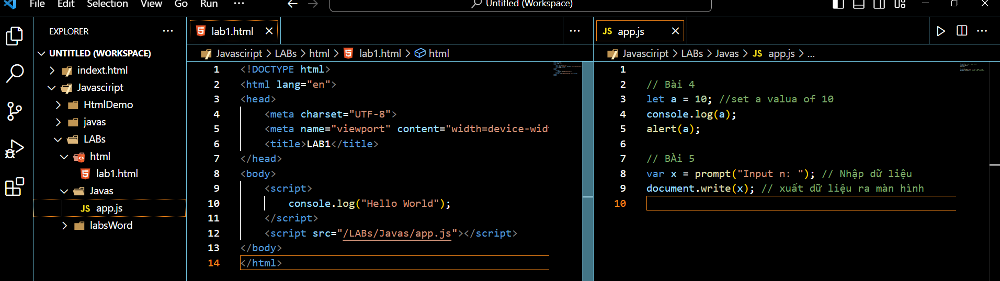 File Edit Selection View Go Run ··· Untitled (Workspace)
EXPLORER ···
UNTITLED (WORKSPACE)
indext.html
Javasciript
HtmlDemo
javas
LABs
html
lab1.html
Javas
app.js
labsWord
lab1.html ···
Javasciript > LABs > html > lab1.html > html
1 <!DOCTYPE html>
2 <html lang="en">
3 <head>
4 <meta charset="UTF-8">
5 <meta name="viewport" content="width=device-widt
6 <title>LAB1</title>
7 </head>
8 <body>
9 <script>
10 console.log("Hello World");
11 </script>
12 <script src="/LABs/Javas/app.js"></script>
13 </body>
14 </html>
JS app.js ···
Javasciript > LABs > Javas > JS app.js > ...
1
2 // Bài 4
3 let a = 10; //set a valua of 10
4 console.log(a);
5 alert(a);
6
7 // BÀi 5
8 var x = prompt("Input n: "); // Nhập dữ liệu
9 document.write(x); // xuất dữ liệu ra màn hình
10